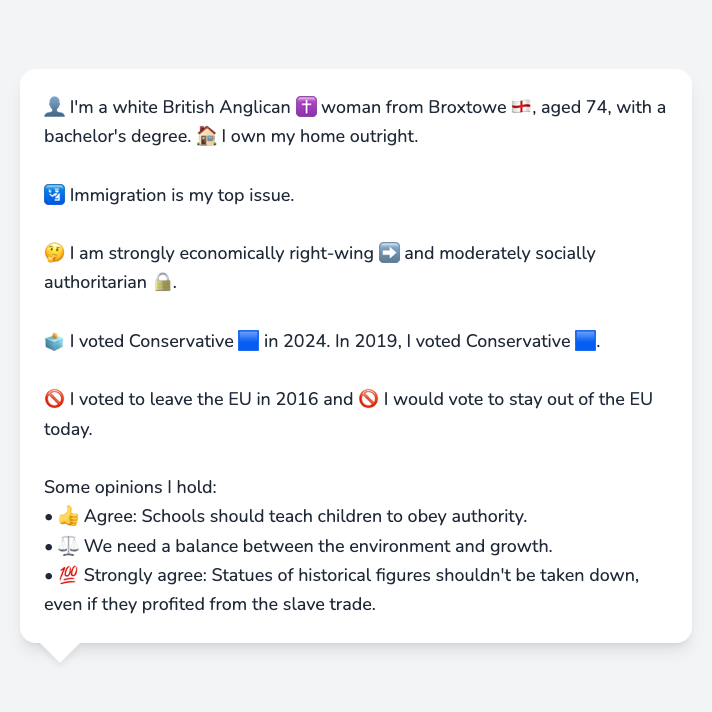 👤 I'm a white British Anglican ✝️ woman from Broxtowe 🏴󠁧󠁢󠁥󠁮󠁧󠁿, aged 74, with a
bachelor's degree. 🏠 I own my home outright.
🛂 Immigration is my top issue.
🤔 I am strongly economically right-wing ➡️ and moderately socially
authoritarian 🔒.
🗳️ I voted Conservative 🟦 in 2024. In 2019, I voted Conservative 🟦.
🚫 I voted to leave the EU in 2016 and 🚫 I would vote to stay out of the EU
today.
Some opinions I hold:
• 👍 Agree: Schools should teach children to obey authority.
• ⚖️ We need a balance between the environment and growth.
• 💯 Strongly agree: Statues of historical figures shouldn't be taken down,
even if they profited from the slave trade.